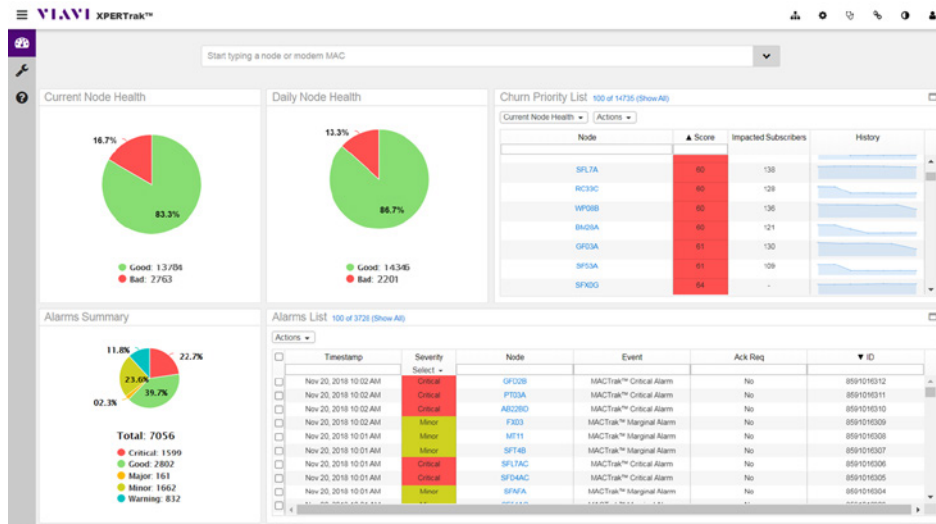 VIAVI XPERTrak™
Start typing a node or modem MAC
Current Node Health
16.7%
83.3%
Good: 13784
Bad: 2763
Daily Node Health
13.3%
86.7%
Good: 14346
Bad: 2201
Churn Priority List 100 of 14735 (Show All)
Current Node Health Actions
Node ▲ Score Impacted Subscribers History
SFL7A 60 138
RC33C 60 128
WP08B 60 136
BM26A 60 121
GF03A 61 130
SF53A 61 109
SFX0G 64 -
Alarms Summary
11.8%
22.7%
23.6%
39.7%
02.3%
Total: 7056
Critical: 1599
Good: 2802
Major: 161
Minor: 1662
Warning: 832
Alarms List 100 of 3728 (Show All)
Actions
Timestamp Severity Node Event Ack Req ▼ ID
Select
Nov 20, 2018 10:02 AM Critical GFD2B MACTrak™ Critical Alarm No 8591016312
Nov 20, 2018 10:02 AM Critical PT03A MACTrak™ Critical Alarm No 8591016311
Nov 20, 2018 10:02 AM Critical AB22BD MACTrak™ Critical Alarm No 8591016310
Nov 20, 2018 10:02 AM Minor FX03 MACTrak™ Marginal Alarm No 8591016309
Nov 20, 2018 10:01 AM Minor MT11 MACTrak™ Marginal Alarm No 8591016308
Nov 20, 2018 10:01 AM Minor SFT4B MACTrak™ Marginal Alarm No 8591016307
Nov 20, 2018 10:01 AM Critical SFL7AC MACTrak™ Critical Alarm No 8591016306
Nov 20, 2018 10:01 AM Critical SFD4AC MACTrak™ Critical Alarm No 8591016305
Nov 20, 2018 10:01 AM Minor SFAFA MACTrak™ Marginal Alarm No 8591016304